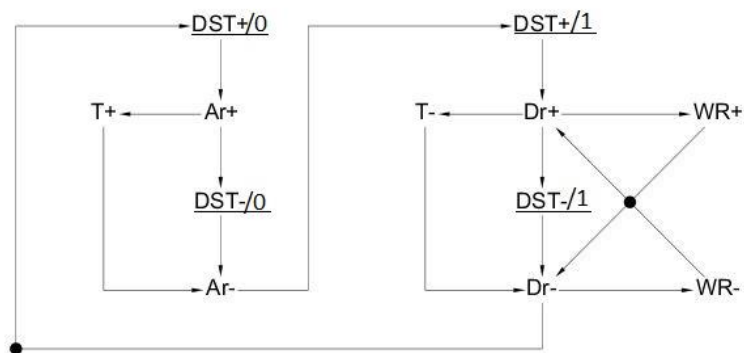 DST+/0 DST+/1
T+ Ar+ T- Dr+ WR+
DST-/0 DST-/1
Ar- Dr- WR-